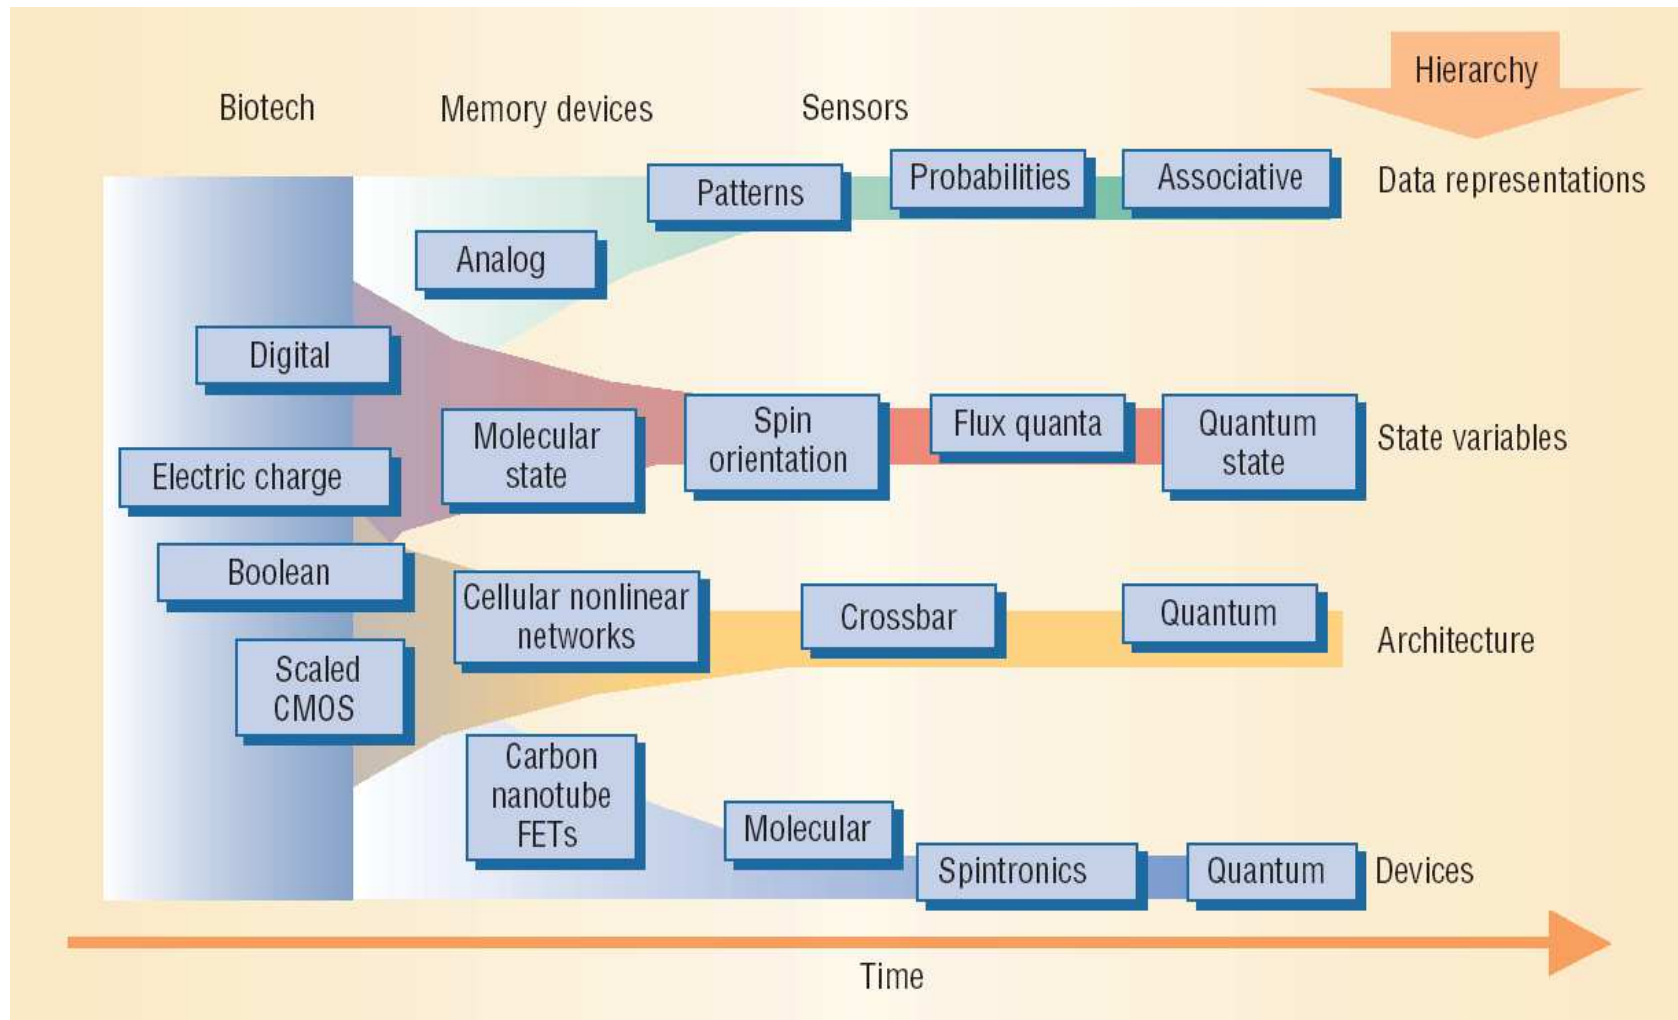 Hierarchy
Biotech
Memory devices
Sensors
Patterns
Probabilities
Associative
Data representations
Analog
Digital
Electric charge
Molecular
state
Spin
orientation
Flux quanta
Quantum
state
State variables
Boolean
Cellular nonlinear
networks
Crossbar
Quantum
Architecture
Scaled
CMOS
Carbon
nanotube
FETs
Molecular
Spintronics
Quantum
Devices
Time